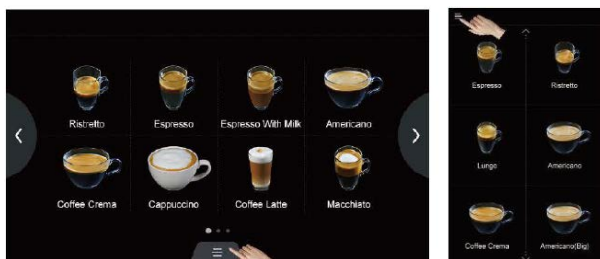 Ristretto Espresso Espresso With Milk Americano
Coffee Crema Cappuccino Coffee Latte Macchiato
Espresso Ristretto
Lungo Americano
Coffee Crema Americano(Big)